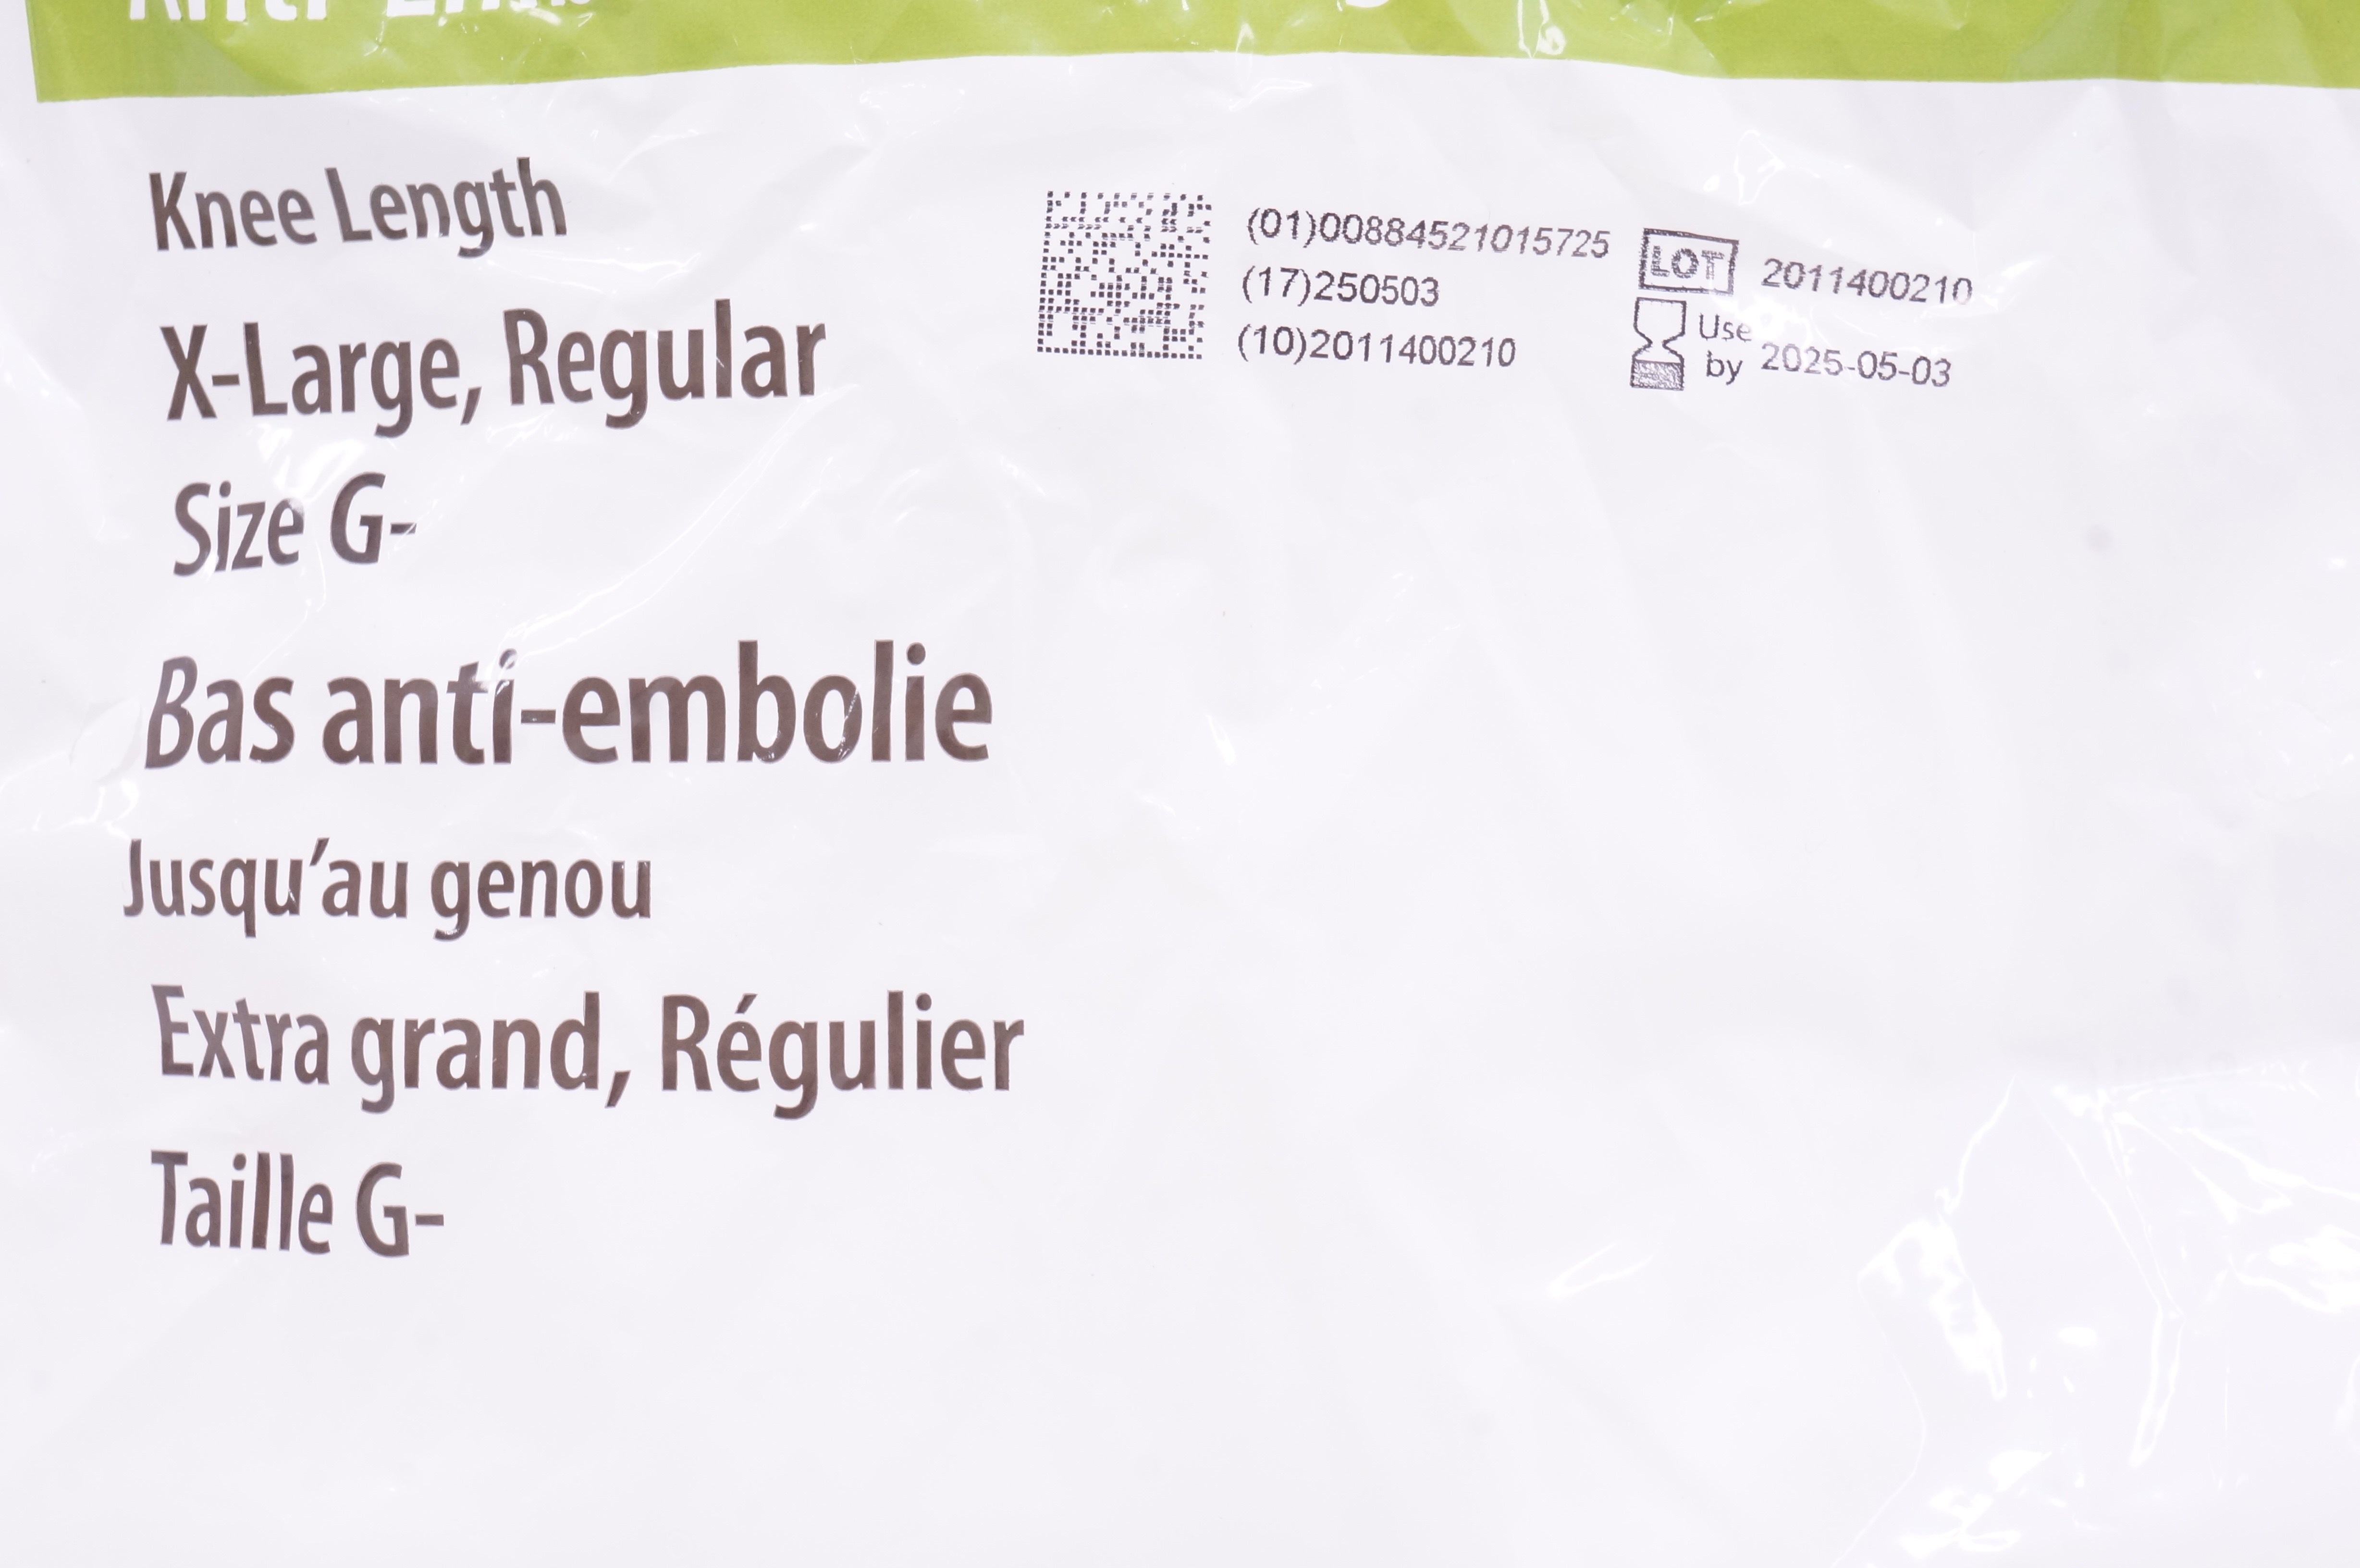 Knee Length
X-Large, Regular
Size G-
(01)00884521015725
(17)250503
(10)2011400210
LOT 2011400210
Use by 2025-05-03
Bas anti-embolie
Jusqu'au genou
Extra grand, Régulier
Taille G-